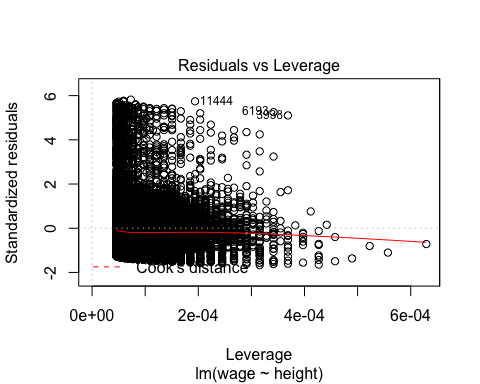 Residuals vs Leverage
Standardized residuals
6
4
2
0
-2
11444
6193
3998
Cook's distance
0e+00
2e-04
4e-04
6e-04
Leverage
lm(wage ~ height)